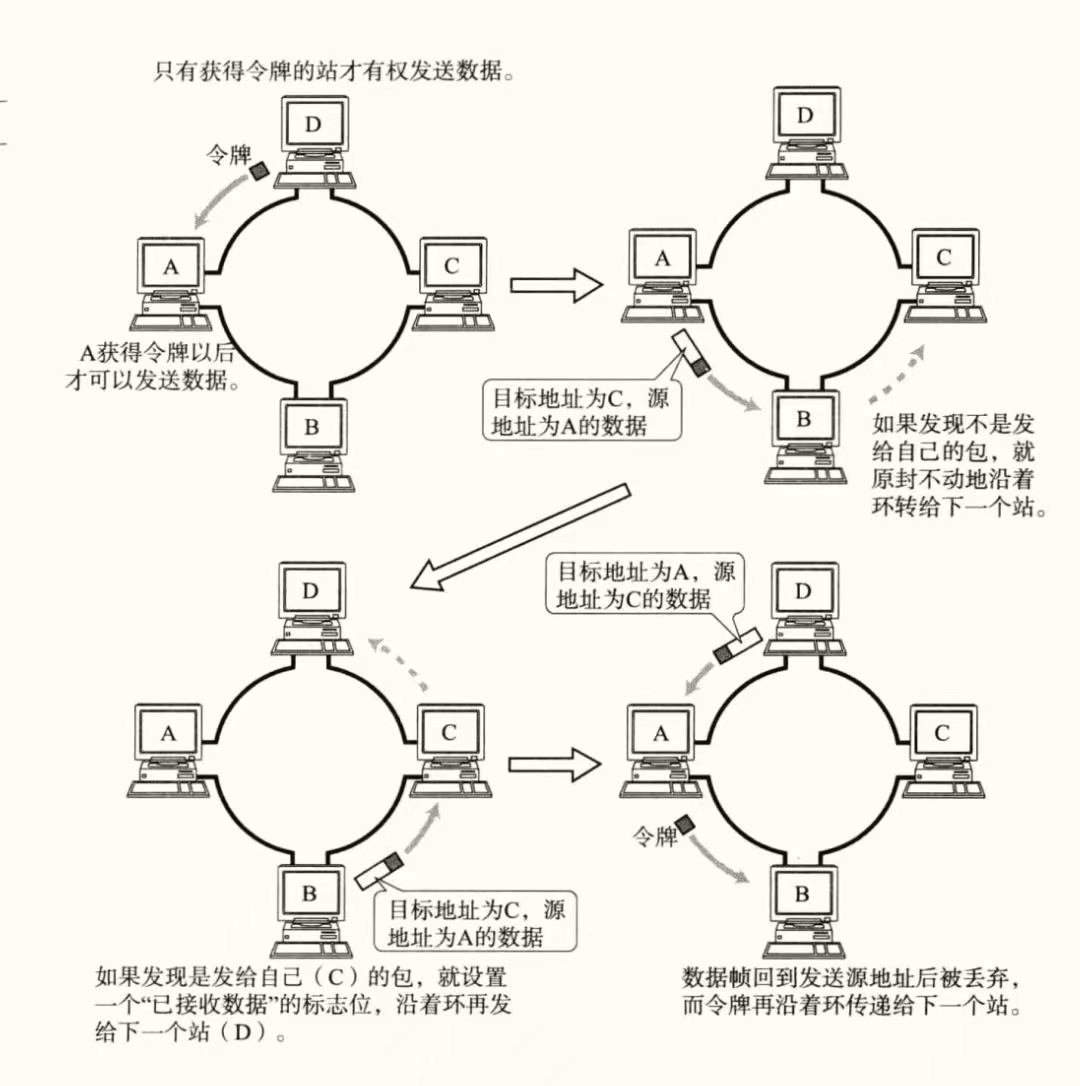 只有获得令牌的站才有权发送数据。
D
令牌
A
C
A获得令牌以后
才可以发送数据。
B
D
A
C
目标地址为C，源
地址为A的数据
B
如果发现不是发
给自己的包，就
原封不动地沿着
环转给下一个站。
D
A
C
B
目标地址为C，源
地址为A的数据
如果发现是发给自己（C）的包，就设置
一个“已接收数据”的标志位，沿着环再发
给下一个站（D）。
目标地址为A，源
地址为C的数据
D
A
C
令牌
B
数据帧回到发送源地址后被丢弃，
而令牌再沿着环传递给下一个站。